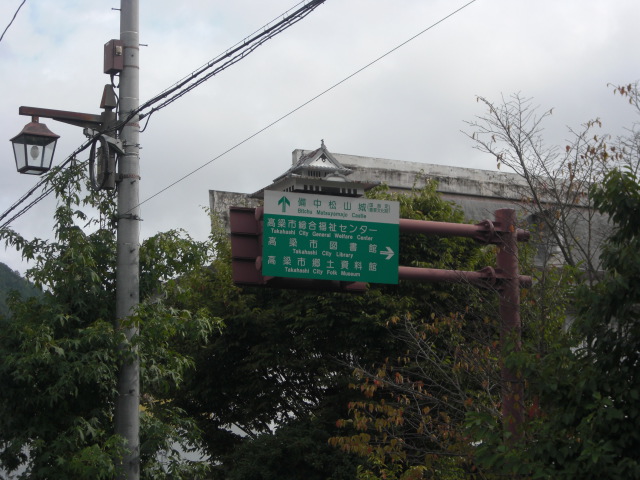 備中松山城
Bitchu Matsuyama Castle
高梁市総合福祉センター
Takahashi City General Welfare Center
高梁市図書館
Takahashi City Library
高梁市郷土資料館
Takahashi City Folk Museum